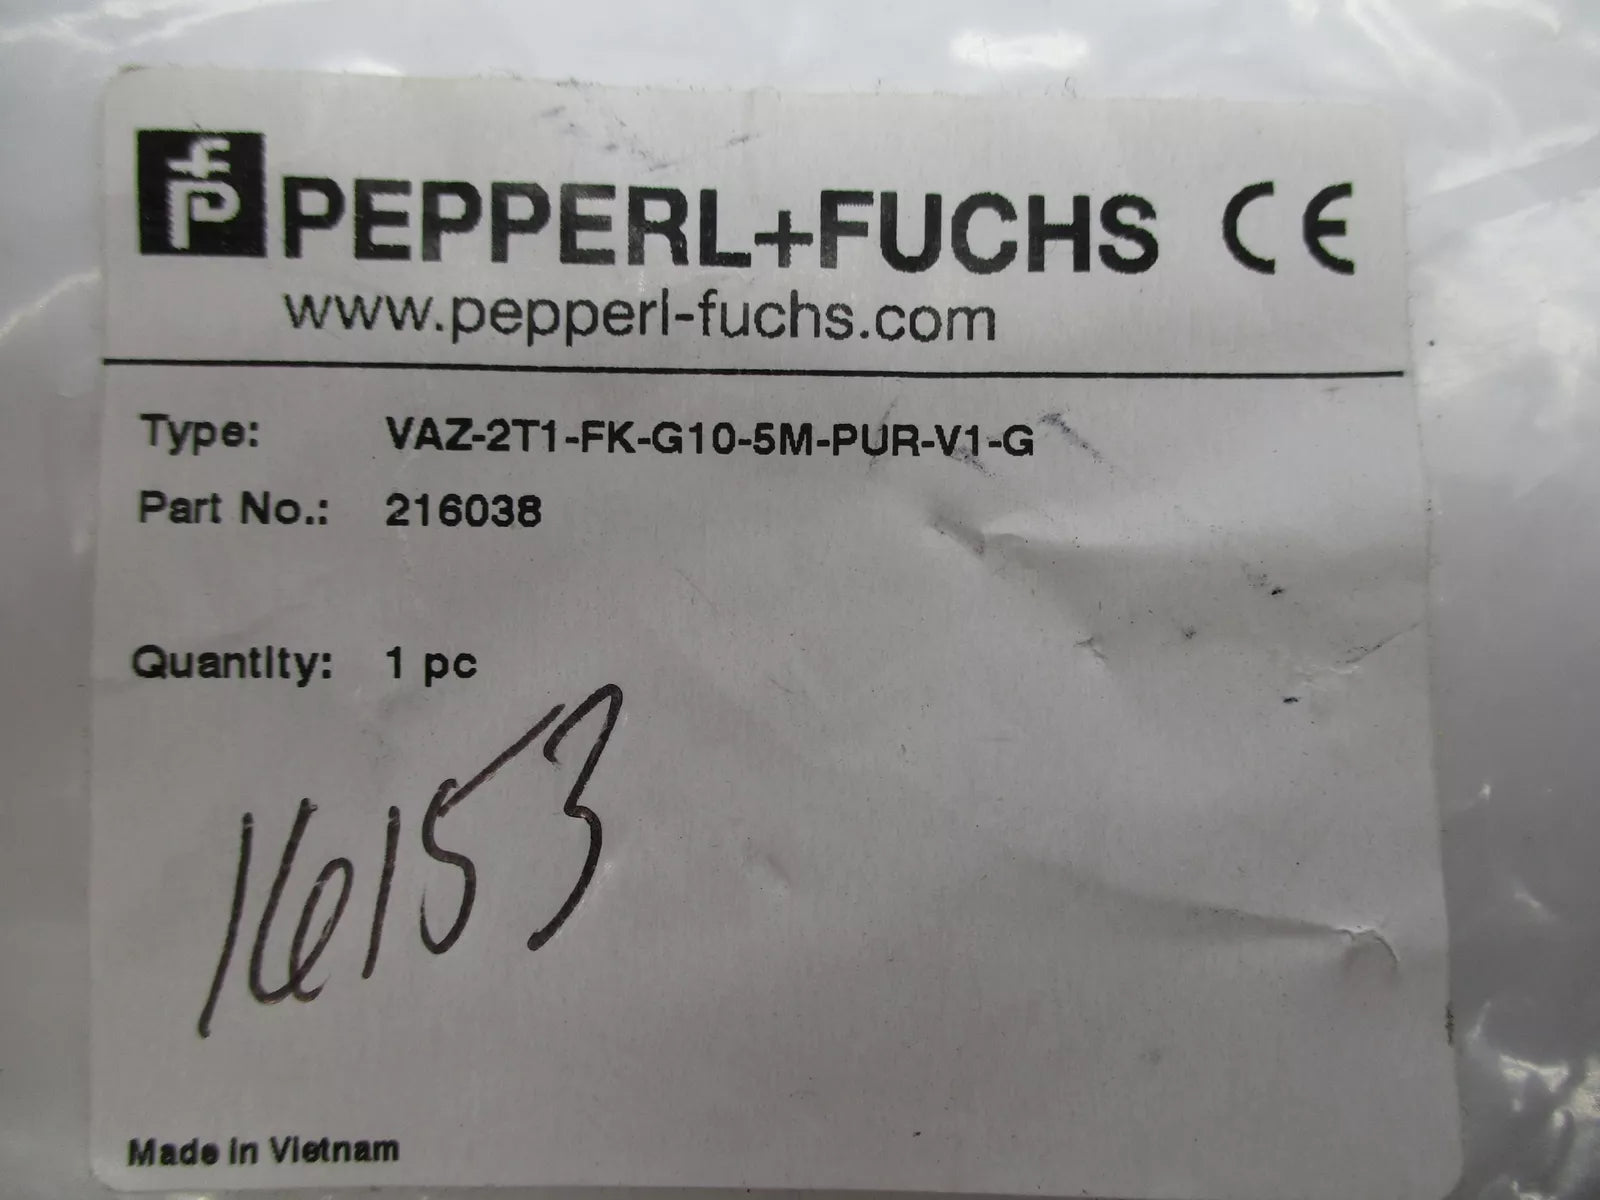 fp PEPPERL+FUCHS CE
www.pepperl-fuchs.com
Type: VAZ-2T1-FK-G10-5M-PUR-V1-G
Part No.: 216038
Quantity: 1 pc
16153
Made in Vietnam